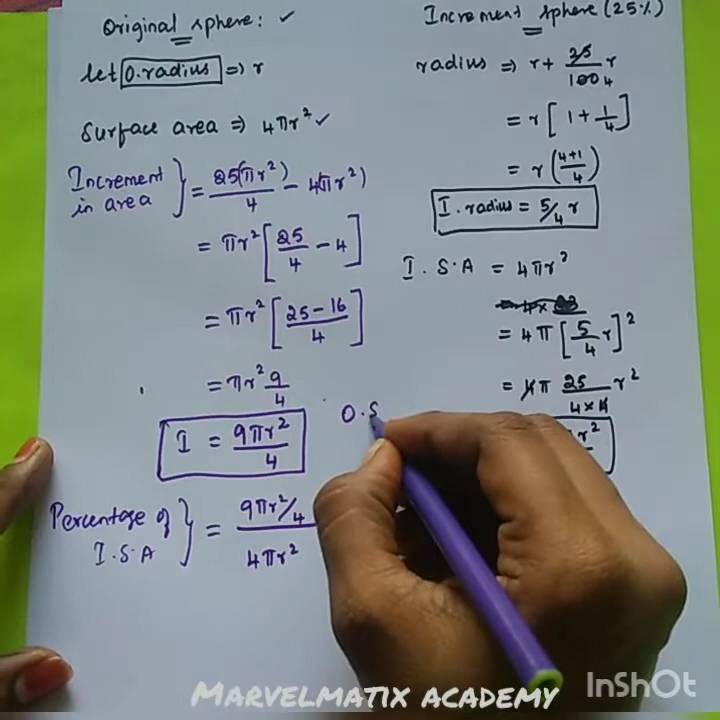 Original sphere: ✓
let O.radius => r
Surface area => 4πr² ✓
Increment in area } = 25(πr²)/4 - 4(πr²)
= πr² [25/4 - 4]
= πr² [25-16/4]
= πr² 9/4
I = 9πr²/4
Percentage of I.S.A } = 9πr²/4 / 4πr²
O.S
Increment sphere (25%)
radius => r + 25/100 4 r
= r [1 + 1/4]
= r (4+1/4)
I. radius = 5/4 r
I.S.A = 4πr²
= 4π [5/4 r]²
= 4π 25/4×4 r²
MARVELMATIX ACADEMY
InShOt